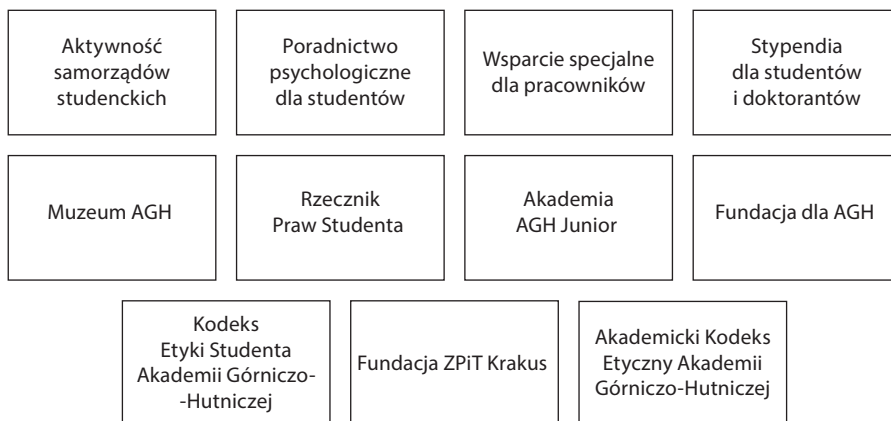 Aktywność
samorządów
studenckich
Poradnictwo
psychologiczne
dla studentów
Wsparcie specjalne
dla pracowników
Stypendia
dla studentów
i doktorantów
Muzeum AGH
Rzecznik
Praw Studenta
Akademia
AGH Junior
Fundacja dla AGH
Kodeks
Etyki Studenta
Akademii Górniczo-
-Hutniczej
Fundacja ZPiT Krakus
Akademicki Kodeks
Etyczny Akademii
Górniczo-Hutniczej